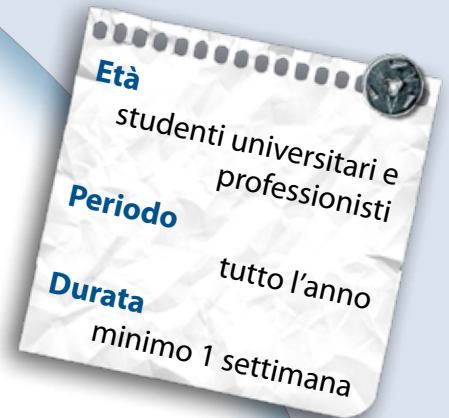 Età
studenti universitari e
professionisti
Periodo
tutto l’anno
Durata
minimo 1 settimana